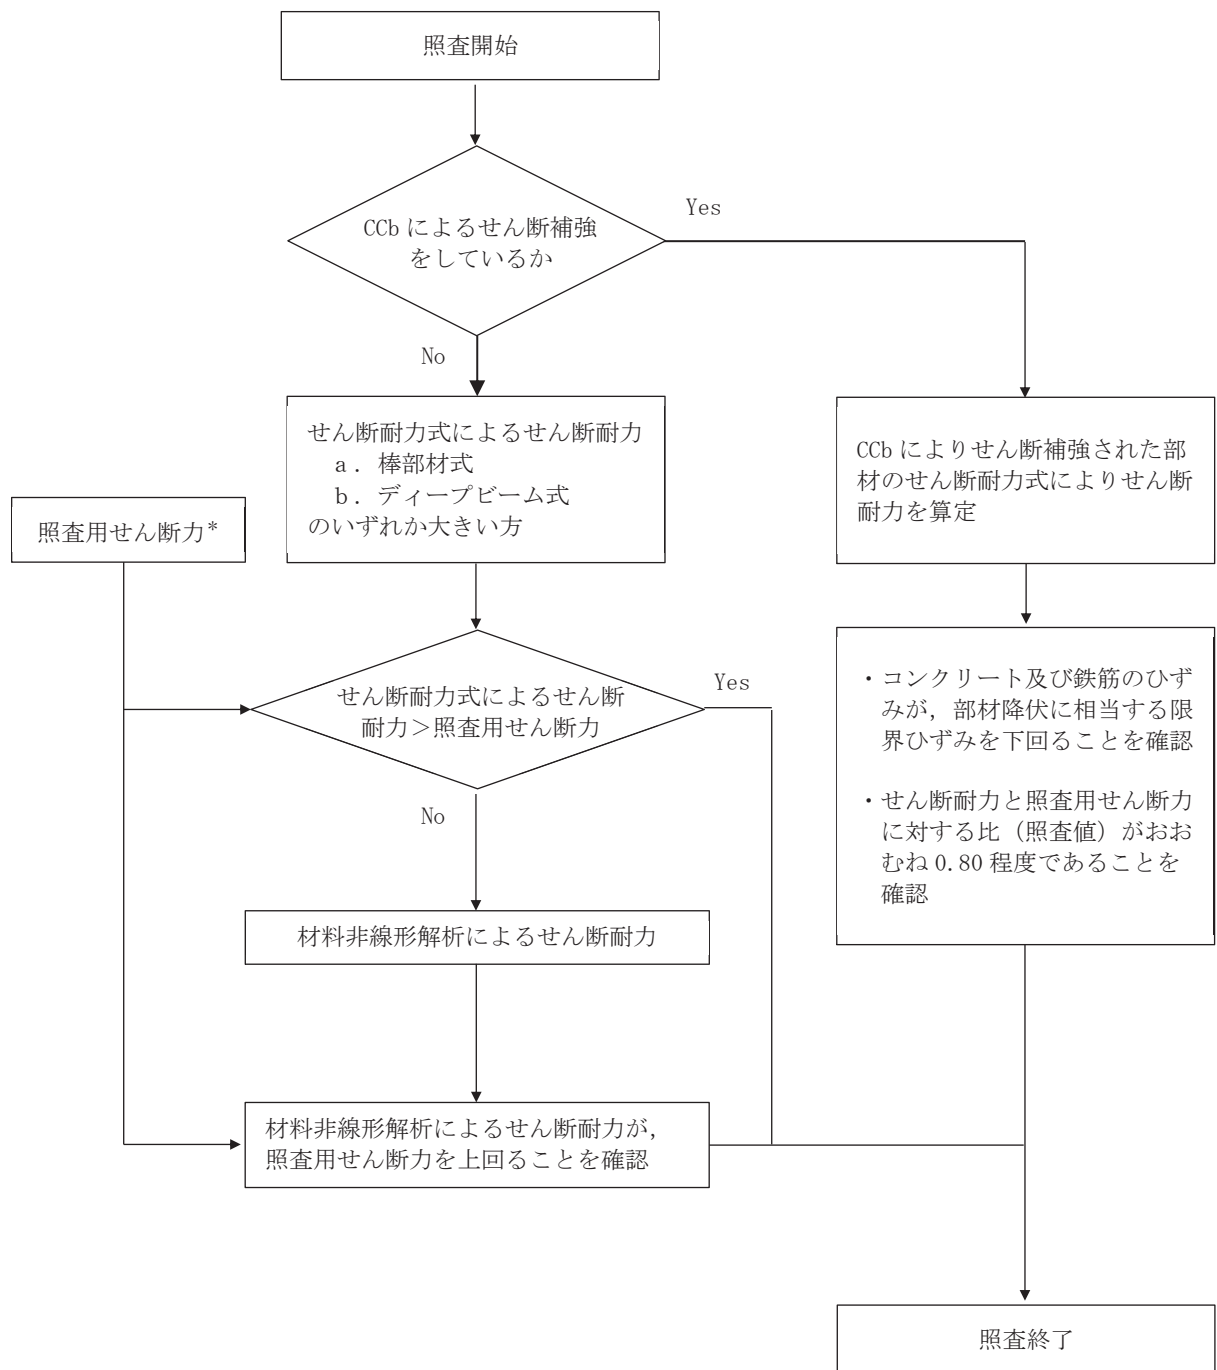 照査開始
CCb によるせん断補強
をしているか
Yes
No
せん断耐力式によるせん断耐力
a．棒部材式
b．ディープビーム式
のいずれか大きい方
CCb によりせん断補強された部
材のせん断耐力式によりせん断
耐力を算定
照査用せん断力*
せん断耐力式によるせん断
耐力＞照査用せん断力
Yes
No
・コンクリート及び鉄筋のひず
みが，部材降伏に相当する限
界ひずみを下回ることを確認
・せん断耐力と照査用せん断力
に対する比（照査値）がおお
むね 0.80 程度であることを
確認
材料非線形解析によるせん断耐力
材料非線形解析によるせん断耐力が，
照査用せん断力を上回ることを確認
照査終了